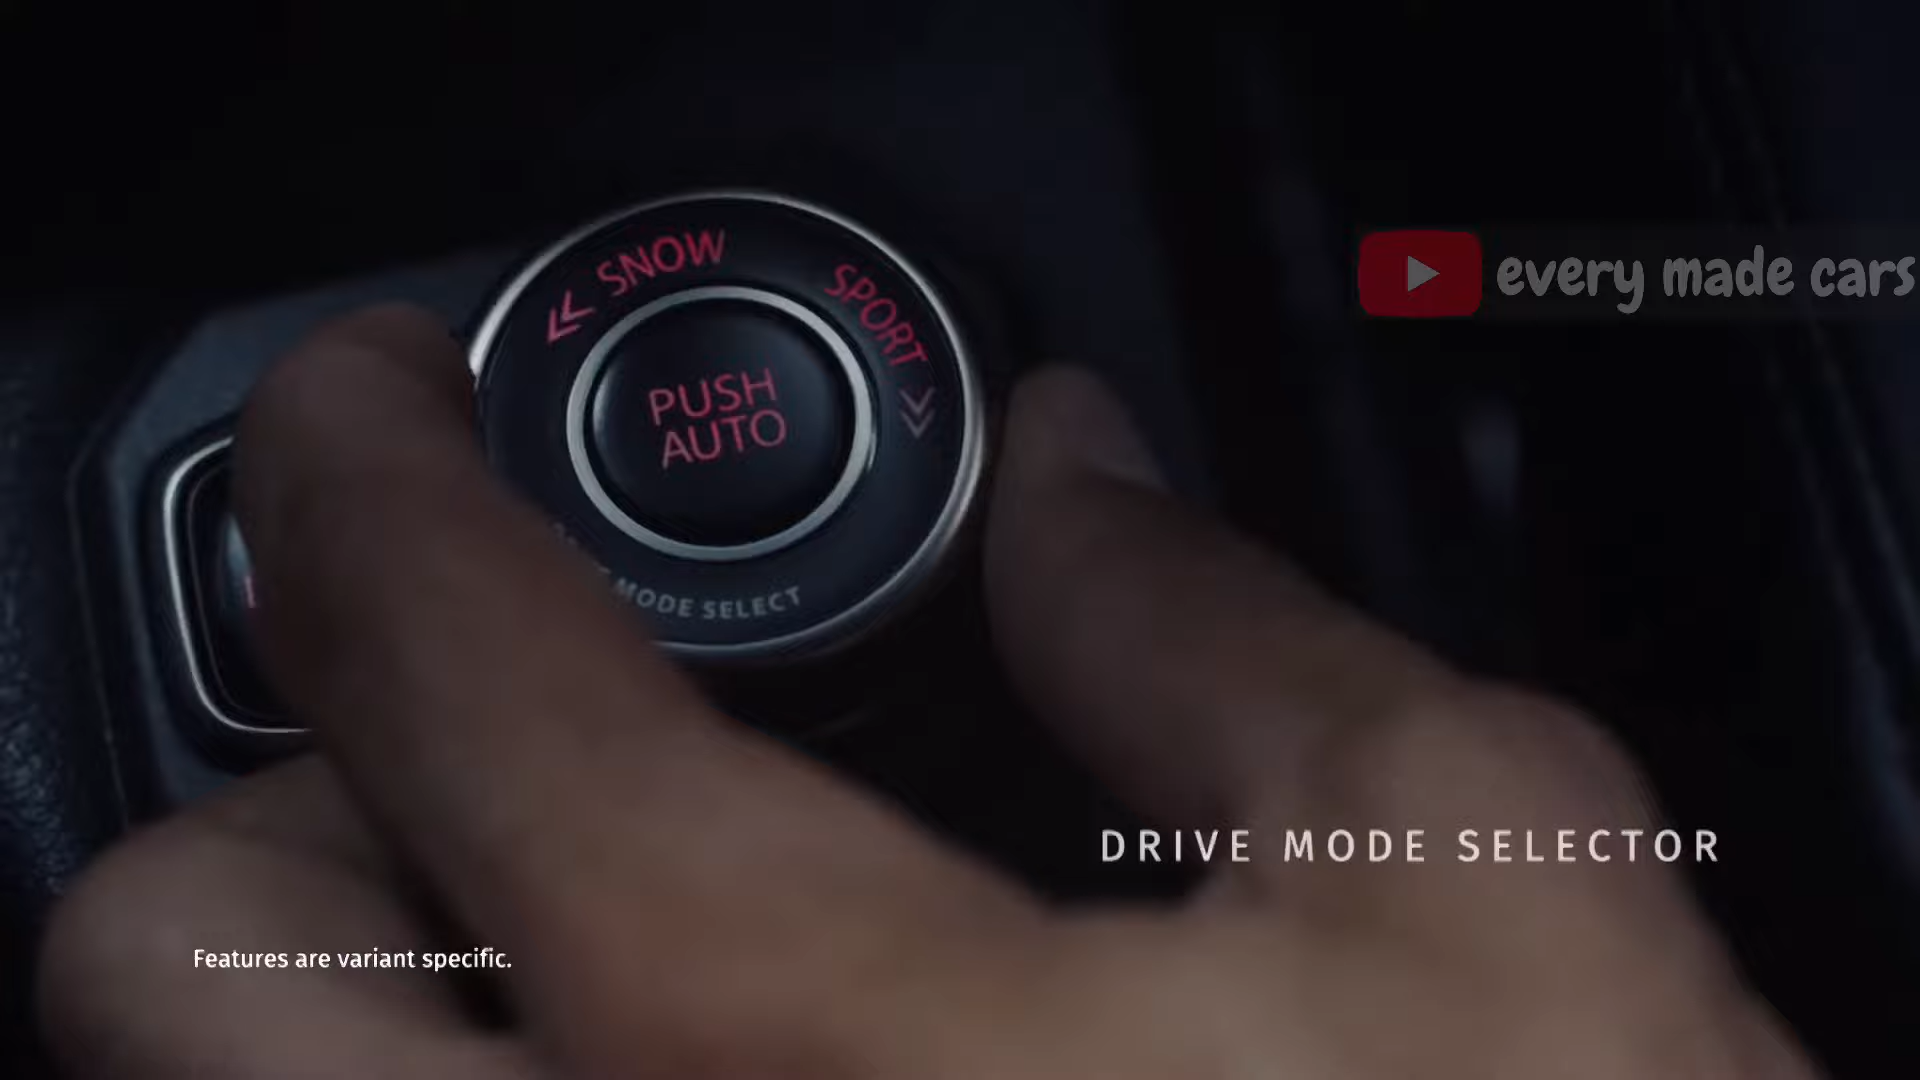 SNOW
SPORT
PUSH
AUTO
MODE SELECT
every made cars
DRIVE MODE SELECTOR
Features are variant specific.